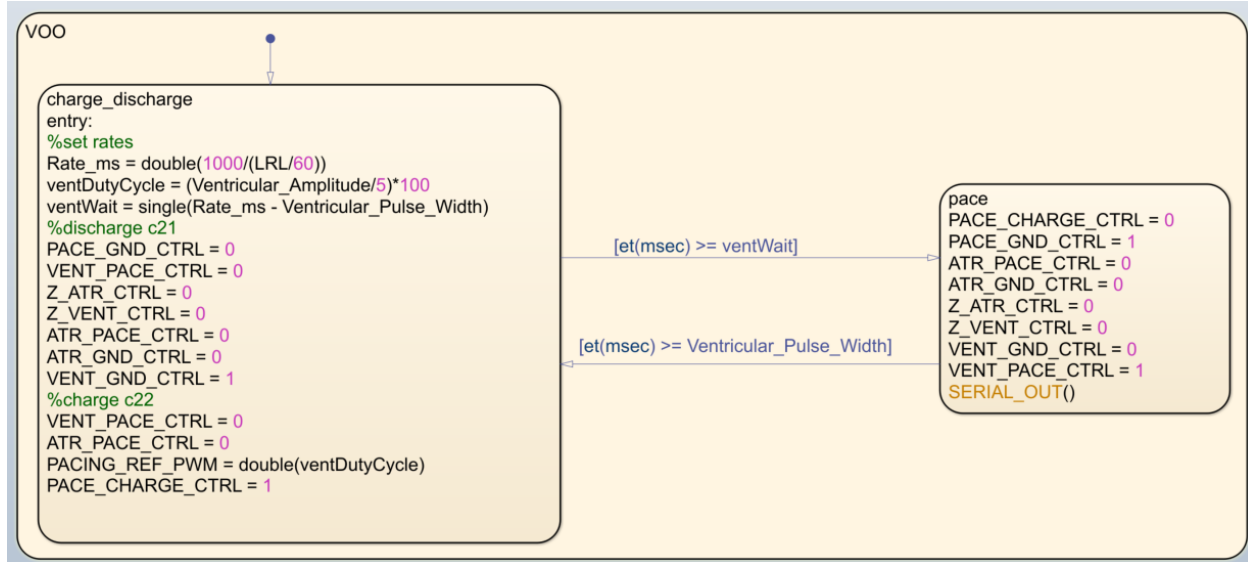 VOO
charge_discharge
entry:
%set rates
Rate_ms = double(1000/(LRL/60))
ventDutyCycle = (Ventricular_Amplitude/5)*100
ventWait = single(Rate_ms - Ventricular_Pulse_Width)
%discharge c21
PACE_GND_CTRL = 0
VENT_PACE_CTRL = 0
Z_ATR_CTRL = 0
Z_VENT_CTRL = 0
ATR_PACE_CTRL = 0
ATR_GND_CTRL = 0
VENT_GND_CTRL = 1
%charge c22
VENT_PACE_CTRL = 0
ATR_PACE_CTRL = 0
PACING_REF_PWM = double(ventDutyCycle)
PACE_CHARGE_CTRL = 1
[et(msec) >= ventWait]
[et(msec) >= Ventricular_Pulse_Width]
pace
PACE_CHARGE_CTRL = 0
PACE_GND_CTRL = 1
ATR_PACE_CTRL = 0
ATR_GND_CTRL = 0
Z_ATR_CTRL = 0
Z_VENT_CTRL = 0
VENT_GND_CTRL = 0
VENT_PACE_CTRL = 1
SERIAL_OUT()